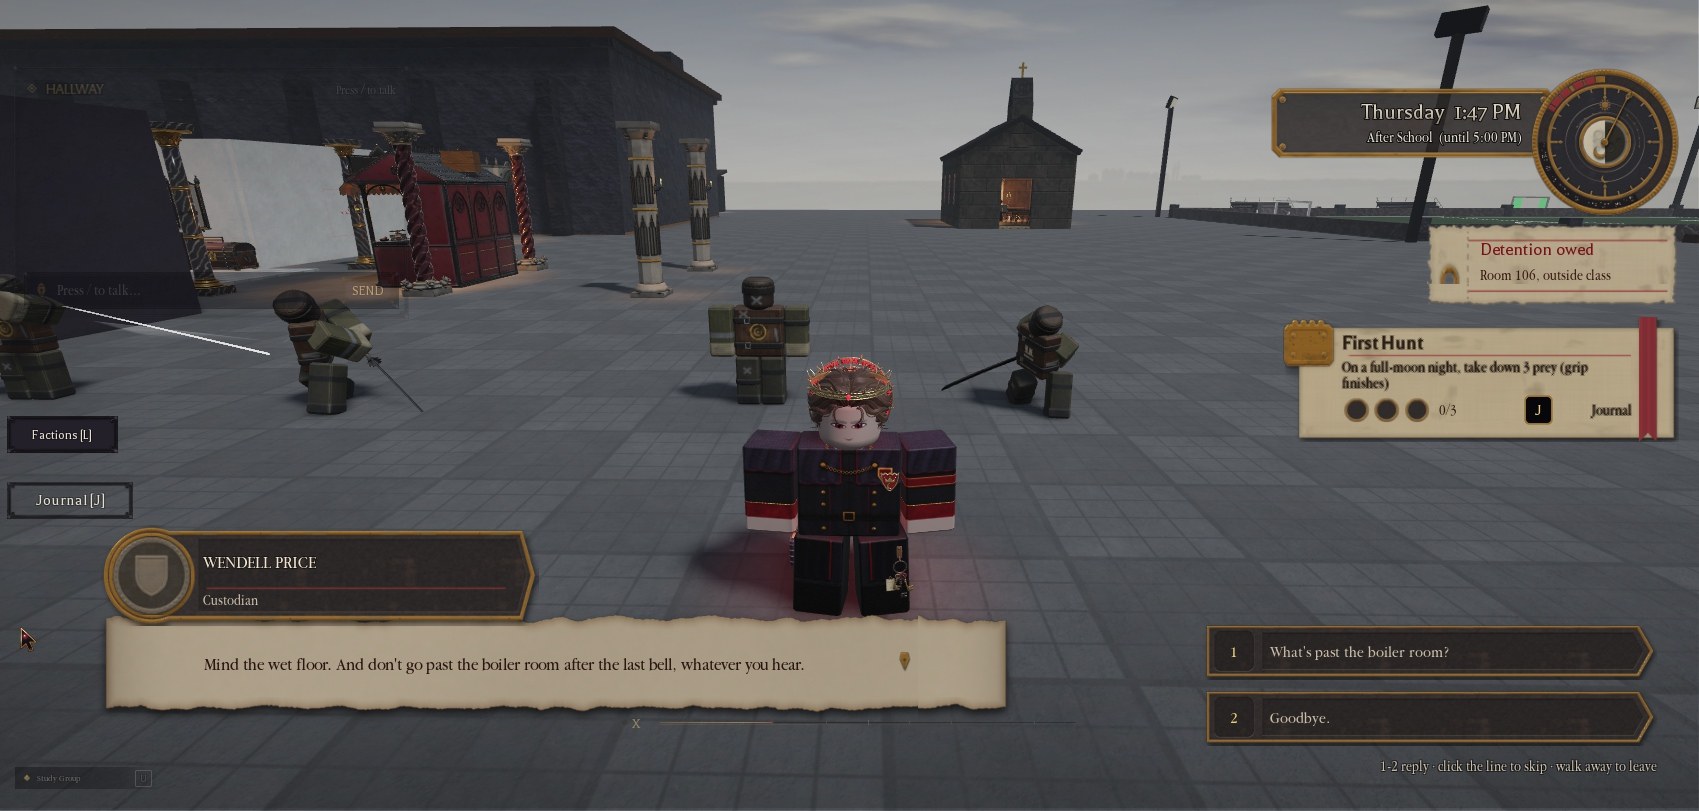 HALLWAY
Press / to talk
Thursday 1:47 PM
After School (until 5:00 PM)
Detention owed
Room 106, outside class
Press / to talk...
SEND
First Hunt
On a full-moon night, take down 3 prey (grip
finishes)
0/3
J
Journal
Factions [L]
Journal [J]
WENDELL PRICE
Custodian
Mind the wet floor. And don't go past the boiler room after the last bell, whatever you hear.
1 What's past the boiler room?
2 Goodbye.
X
1-2 reply · click the line to skip · walk away to leave
Study Group